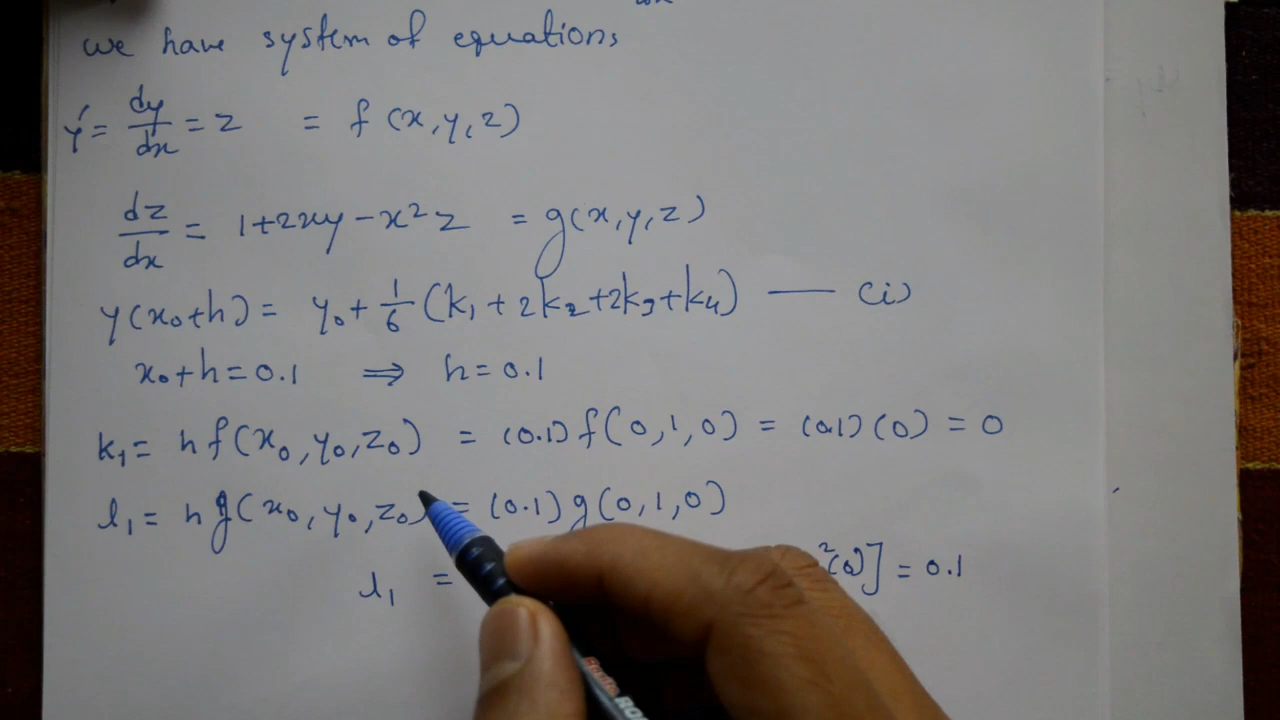 we have system of equations
y' = dy/dx = z = f(x,y,z)
dz/dx = 1+2xy-x²z = g(x,y,z)
y(x₀+h) = y₀ + 1/6 (k₁ + 2k₂ + 2k₃ + k₄) — (i)
x₀+h = 0.1 ⇒ h = 0.1
k₁ = h f(x₀, y₀, z₀) = (0.1) f(0,1,0) = (0.1)(0) = 0
l₁ = h g(x₀, y₀, z₀) = (0.1) g(0,1,0)
l₁ = ²(0)] = 0.1